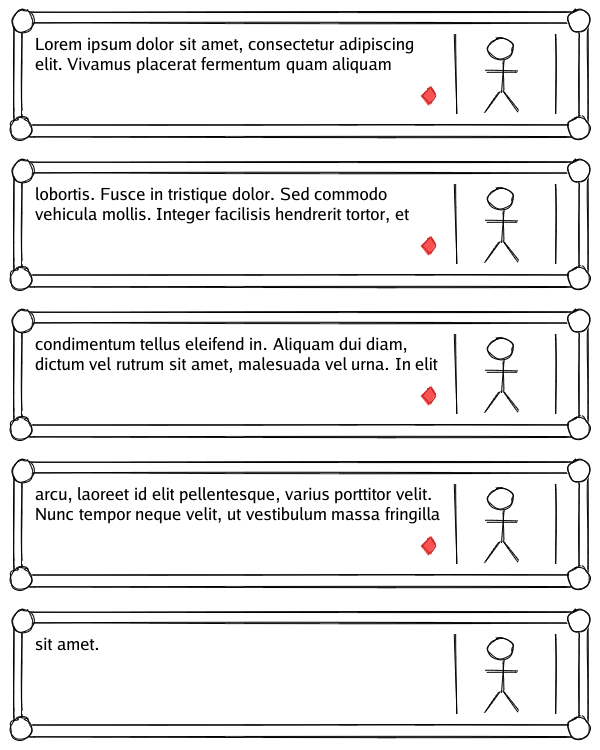 Lorem ipsum dolor sit amet, consectetur adipiscing
elit. Vivamus placerat fermentum quam aliquam
lobortis. Fusce in tristique dolor. Sed commodo
vehicula mollis. Integer facilisis hendrerit tortor, et
condimentum tellus eleifend in. Aliquam dui diam,
dictum vel rutrum sit amet, malesuada vel urna. In elit
arcu, laoreet id elit pellentesque, varius porttitor velit.
Nunc tempor neque velit, ut vestibulum massa fringilla
sit amet.